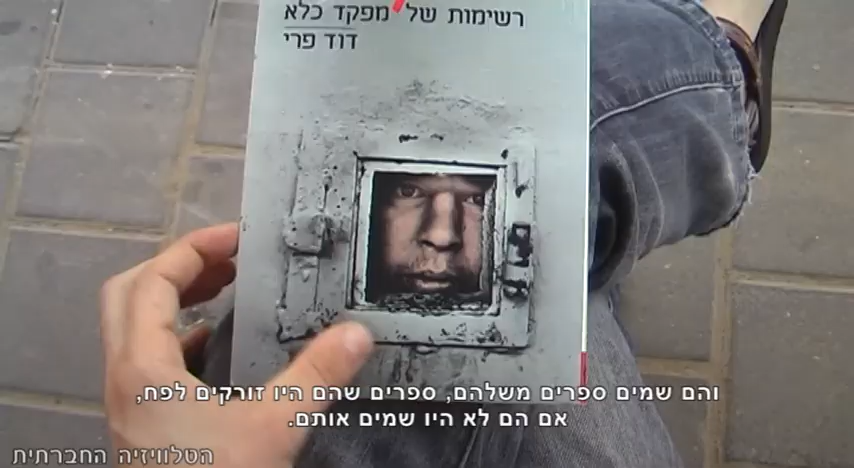 רשימות של מפקד כלא
דוד פרי
והם שמים ספרים משלהם, ספרים שהם היו זורקים לפח,
אם הם לא היו שמים אותם.
הטלוויזיה החברתית